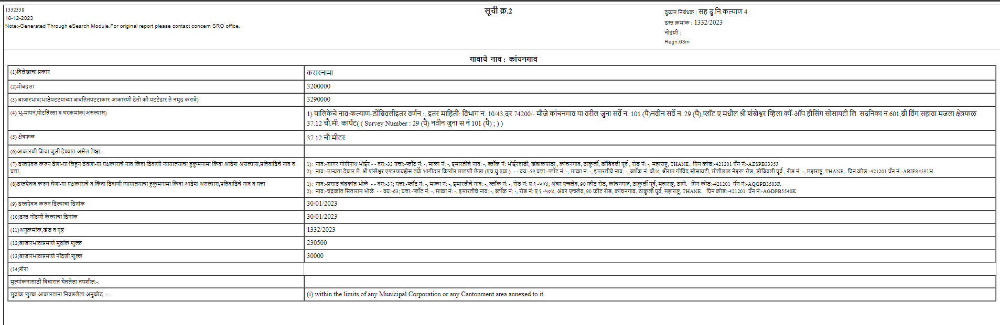 1332338
18-12-2023
Note:-Generated Through eSearch Module,For original report please contact concern SRO office.
सूची क्र.2
दुय्यम निबंधक : सह दु.नि.कल्याण 4
दस्त क्रमांक : 1332/2023
नोदंणी :
Regn:63m
गावाचे नाव : कांचनगाव
(1)विलेखाचा प्रकार
करारनामा
(2)मोबदला
3200000
(3) बाजारभाव(भाडेपटटयाच्या बाबतितपटटाकार आकारणी देतो की पटटेदार ते नमुद करावे)
3290000
(4) भू-मापन,पोटहिस्सा व घरक्रमांक(असल्यास)
1) पालिकेचे नाव:कल्याण-डोंबिवलीइतर वर्णन :, इतर माहिती: विभाग न. 10/43,दर 74200/- मौजे कांचनगाव या वरील जुना सर्वे न. 101 (पै)नवीन सर्वे न. 29 (पै),प्लॉट ए मधील श्री शंखेश्वर व्हिला कॉ-ऑप हौसिंग सोसायटी लि. सदनिका न.601,बी विंग सहावा मजला क्षेत्रफळ
37.12 चौ.मी. कार्पेट( ( Survey Number : 29 (पै) नवीन जुना स नं 101 (पै) ; ) )
(5) क्षेत्रफळ
37.12 चौ.मीटर
(6)आकारणी किंवा जुडी देण्यात असेल तेव्हा.
(7) दस्तऐवज करुन देणा-या/लिहून ठेवणा-या पक्षकाराचे नाव किंवा दिवाणी न्यायालयाचा हुकुमनामा किंवा आदेश असल्यास,प्रतिवादिचे नाव व
पत्ता.
1): नाव:-सागर गोपीनाथ भोईर - - वय:-33 पत्ता:-प्लॉट नं: -, माळा नं: -, इमारतीचे नाव: -, ब्लॉक नं: भोईरवाडी, खंबाळपाडा , कांचनगाव, ठाकुर्ली, डोंबिवली पूर्व , रोड नं: -, महाराष्ट्र, THANE. पिन कोड:-421201 पॅन नं:-AZSPB3335J
2): नाव:-मान्यता देणार मे. श्री शंखेश्वर एन्टरप्रायझेस तर्फे भागीदार किशोर मालशी छेडा (एच यु एफ ) - - वय:-59 पत्ता:-प्लॉट नं: -, माळा नं: -, इमारतीचे नाव: -, ब्लॉक नं: बी/४, श्रीराम गोविंद सोसायटी, मोतीलाल नेहरू रोड, डोंबिवली पूर्व , रोड नं: -, महाराष्ट्र, THANE. पिन कोड:-421201 पॅन नं:-ABIFS4591H
(8)दस्तऐवज करुन घेणा-या पक्षकाराचे व किंवा दिवाणी न्यायालयाचा हुकुमनामा किंवा आदेश असल्यास,प्रतिवादिचे नाव व पत्ता
1): नाव:-प्रसाद चंद्रकांत भोळे - - वय:-37; पत्ता:-प्लॉट नं: -, माळा नं: -, इमारतीचे नाव: -, ब्लॉक नं: -, रोड नं: ए १ -५०४, अंबर एन्क्लेव, 90 फीट रोड, कांचनगाव, ठाकुर्ली पूर्व, महाराष्ट्र, ठाणे. पिन कोड:-421201 पॅन नं:-AQGPB3503R
2): नाव:-चंद्रकांत सिताराम भोळे - - वय:-63; पत्ता:-प्लॉट नं: -, माळा नं: -, इमारतीचे नाव: -, ब्लॉक नं: -, रोड नं: ए १ -५०४, अंबर एन्क्लेव, 90 फीट रोड, कांचनगाव, ठाकुर्ली पूर्व, महाराष्ट्र, THANE. पिन कोड:-421201 पॅन नं:-AGDPB5540K
(9) दस्तऐवज करुन दिल्याचा दिनांक
30/01/2023
(10)दस्त नोंदणी केल्याचा दिनांक
30/01/2023
(11)अनुक्रमांक,खंड व पृष्ठ
1332/2023
(12)बाजारभावाप्रमाणे मुद्रांक शुल्क
230500
(13)बाजारभावाप्रमाणे नोंदणी शुल्क
30000
(14)शेरा
मुल्यांकनासाठी विचारात घेतलेला तपशील:-:
मुद्रांक शुल्क आकारताना निवडलेला अनुच्छेद :- :
(i) within the limits of any Municipal Corporation or any Cantonment area annexed to it.